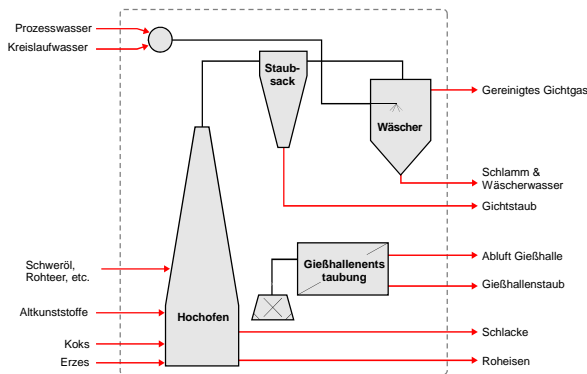 Prozesswasser
Kreislaufwasser
Staub-
sack
Wäscher
Gereinigtes Gichtgas
Schlamm &
Wäscherwasser
Gichtstaub
Schweröl,
Rohteer, etc.
Altkunststoffe
Koks
Erzes
Hochofen
Gießhallenents
taubung
Abluft Gießhalle
Gießhallenstaub
Schlacke
Roheisen